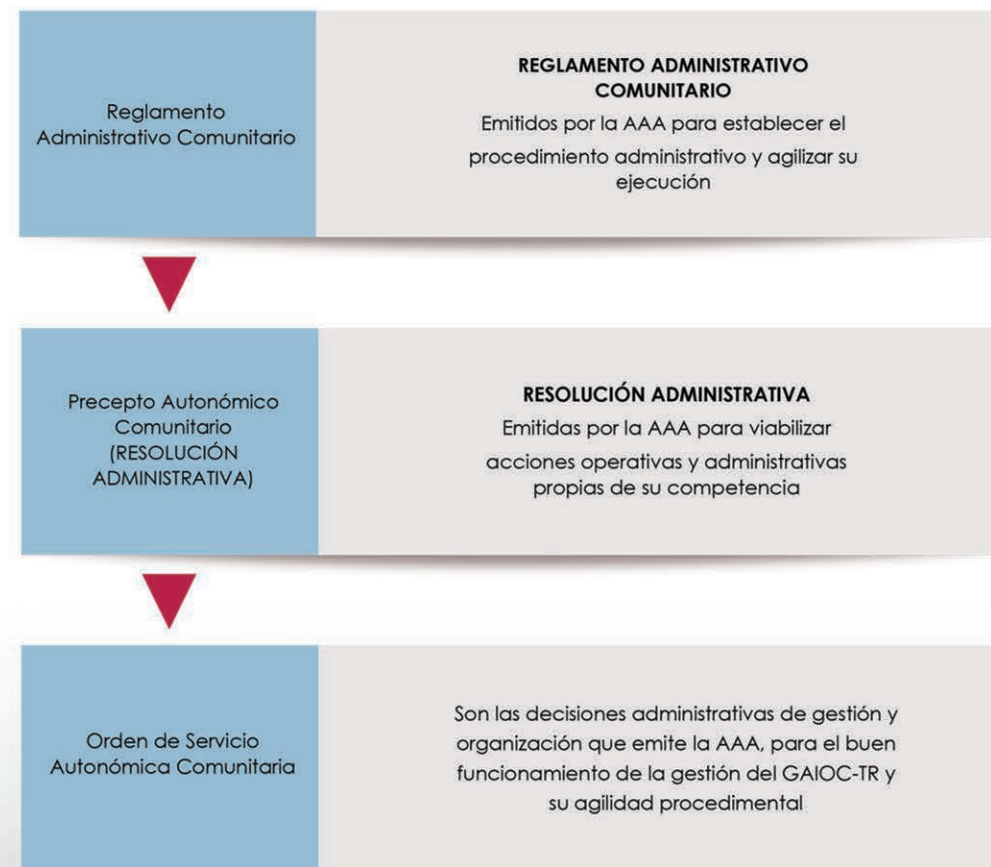 Reglamento
Administrativo Comunitario
REGLAMENTO ADMINISTRATIVO
COMUNITARIO
Emitidos por la AAA para establecer el
procedimiento administrativo y agilizar su
ejecución
Precepto Autonómico
Comunitario
(RESOLUCIÓN
ADMINISTRATIVA)
RESOLUCIÓN ADMINISTRATIVA
Emitidas por la AAA para viabilizar
acciones operativas y administrativas
propias de su competencia
Orden de Servicio
Autonómica Comunitaria
Son las decisiones administrativas de gestión y
organización que emite la AAA, para el buen
funcionamiento de la gestión del GAIOC-TR y
su agilidad procedimental